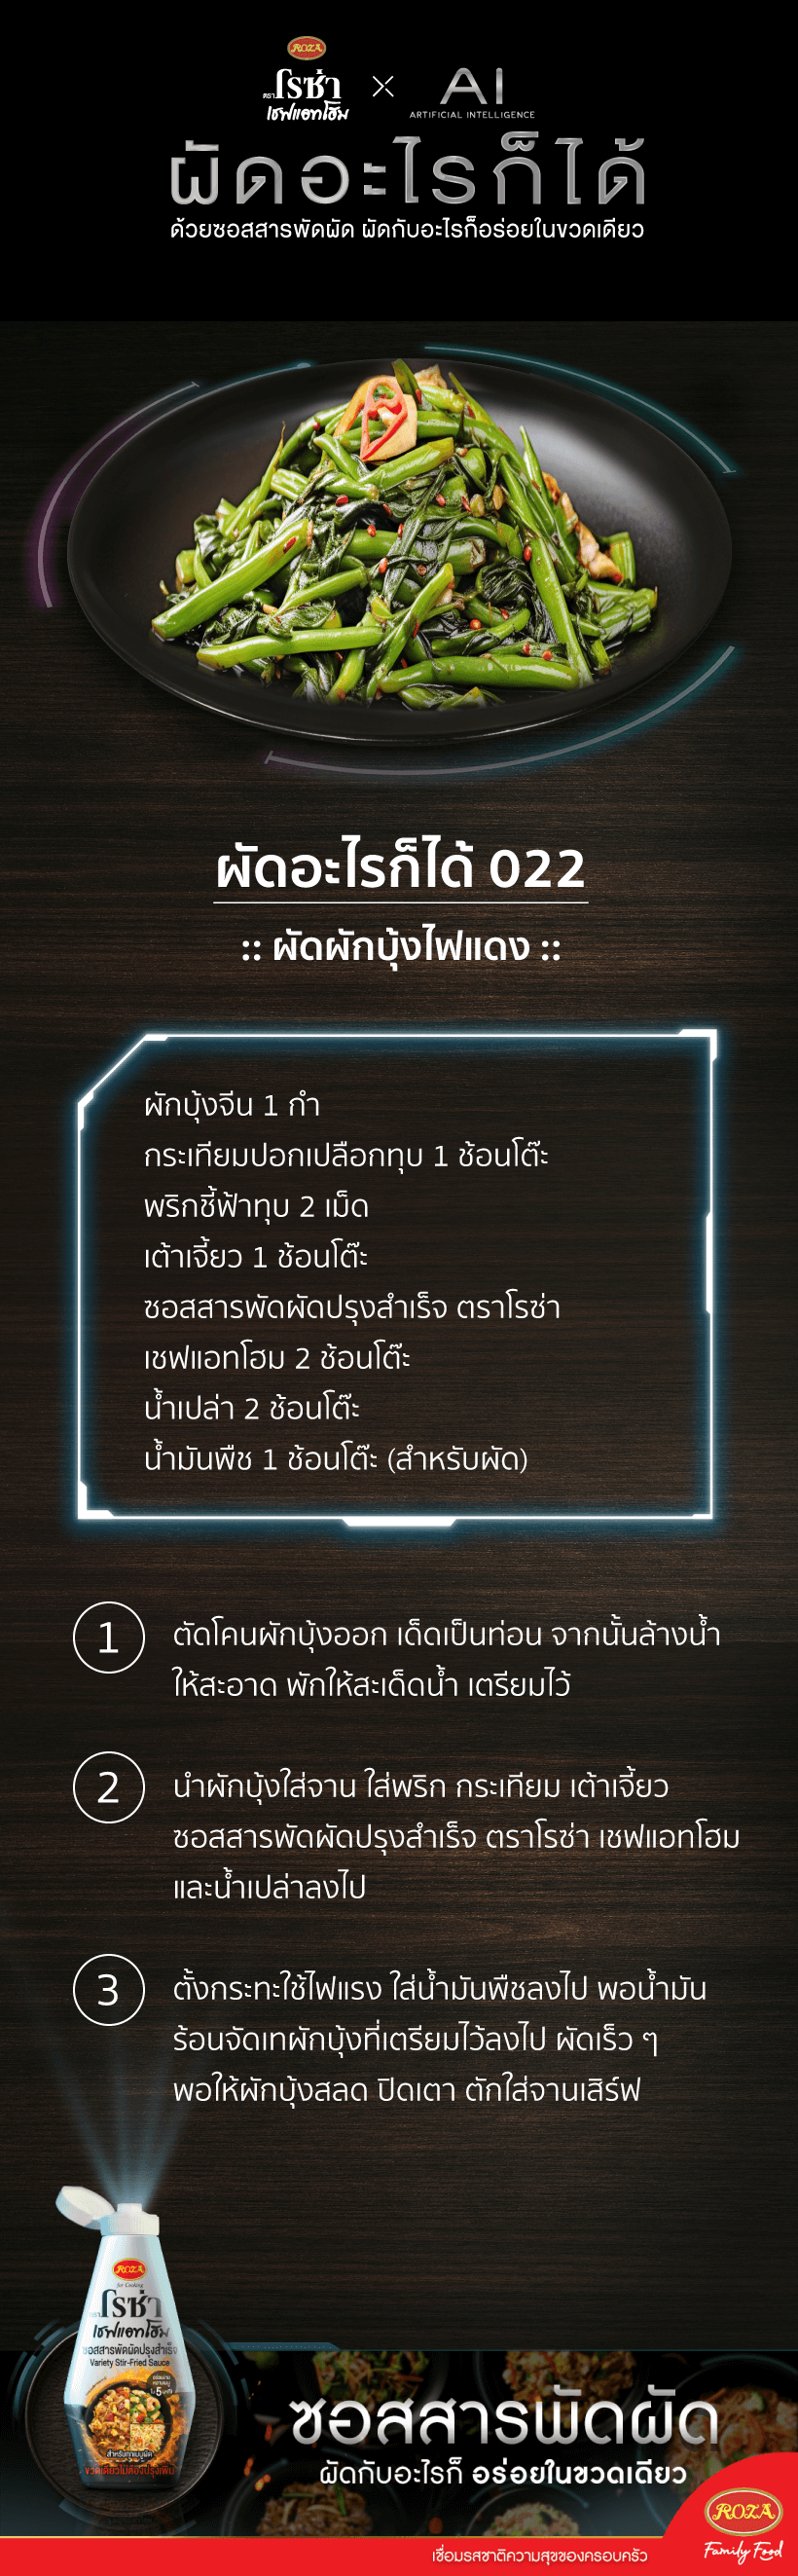 ROZA
ตราโรซ่า
เชฟแอทโฮม
X
AI
ARTIFICIAL INTELLIGENCE
ผัดอะไรก็ได้
ด้วยซอสสารพัดผัด ผัดกับอะไรก็อร่อยในขวดเดียว
ผัดอะไรก็ได้ 022
:: ผัดผักบุ้งไฟแดง ::
ผักบุ้งจีน 1 กำ
กระเทียมปอกเปลือกทุบ 1 ช้อนโต๊ะ
พริกชี้ฟ้าทุบ 2 เม็ด
เต้าเจี้ยว 1 ช้อนโต๊ะ
ซอสสารพัดผัดปรุงสำเร็จ ตราโรซ่า
เชฟแอทโฮม 2 ช้อนโต๊ะ
น้ำเปล่า 2 ช้อนโต๊ะ
น้ำมันพืช 1 ช้อนโต๊ะ (สำหรับผัด)
1
ตัดโคนผักบุ้งออก เด็ดเป็นท่อน จากนั้นล้างน้ำ
ให้สะอาด พักให้สะเด็ดน้ำ เตรียมไว้
2
นำผักบุ้งใส่จาน ใส่พริก กระเทียม เต้าเจี้ยว
ซอสสารพัดผัดปรุงสำเร็จ ตราโรซ่า เชฟแอทโฮม
และน้ำเปล่าลงไป
3
ตั้งกระทะใช้ไฟแรง ใส่น้ำมันพืชลงไป พอน้ำมัน
ร้อนจัดเทผักบุ้งที่เตรียมไว้ลงไป ผัดเร็ว ๆ
พอให้ผักบุ้งสลด ปิดเตา ตักใส่จานเสิร์ฟ
ROZA
for Cooking
ตราโรซ่า
เชฟแอทโฮม
ซอสสารพัดผัดปรุงสำเร็จ
Variety Stir-Fried Sauce
5
สำหรับทุกเมนูผัด
ขวดเดียวไม่ต้องปรุงเพิ่ม
ซอสสารพัดผัด
ผัดกับอะไรก็ อร่อยในขวดเดียว
ROZA
Family Food
เชื่อมรสชาติความสุขของครอบครัว